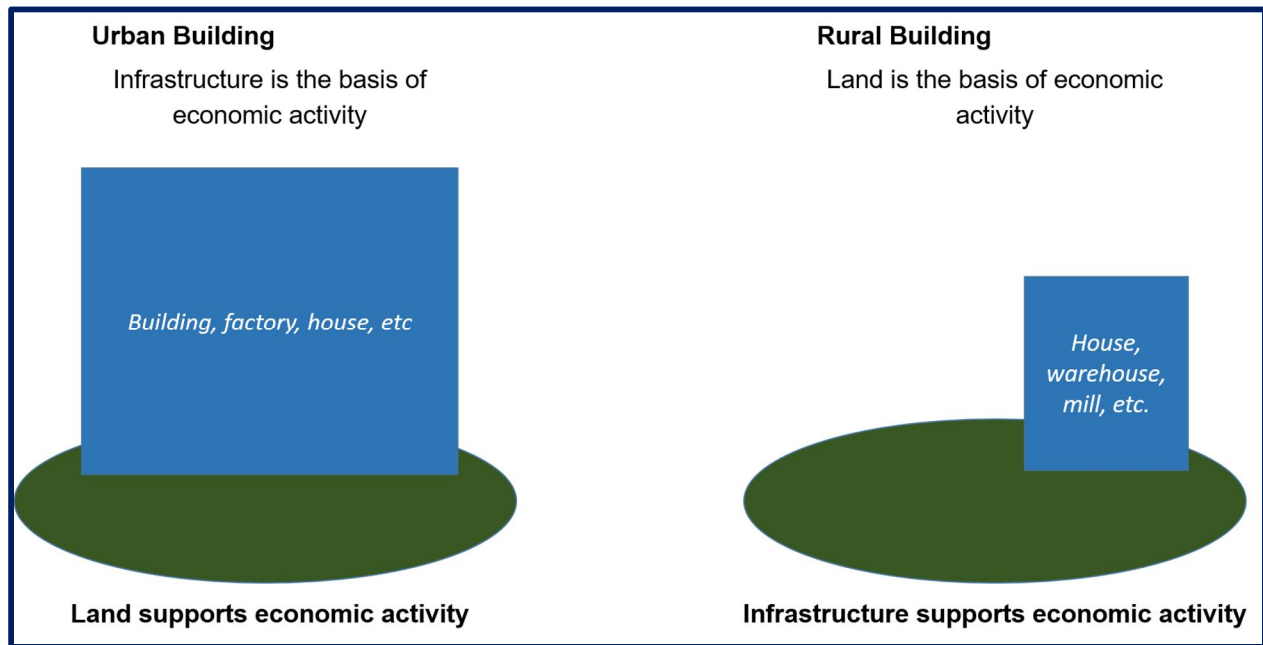 Urban Building
Infrastructure is the basis of
economic activity
Building, factory, house, etc
Land supports economic activity
Rural Building
Land is the basis of economic
activity
House,
warehouse,
mill, etc.
Infrastructure supports economic activity